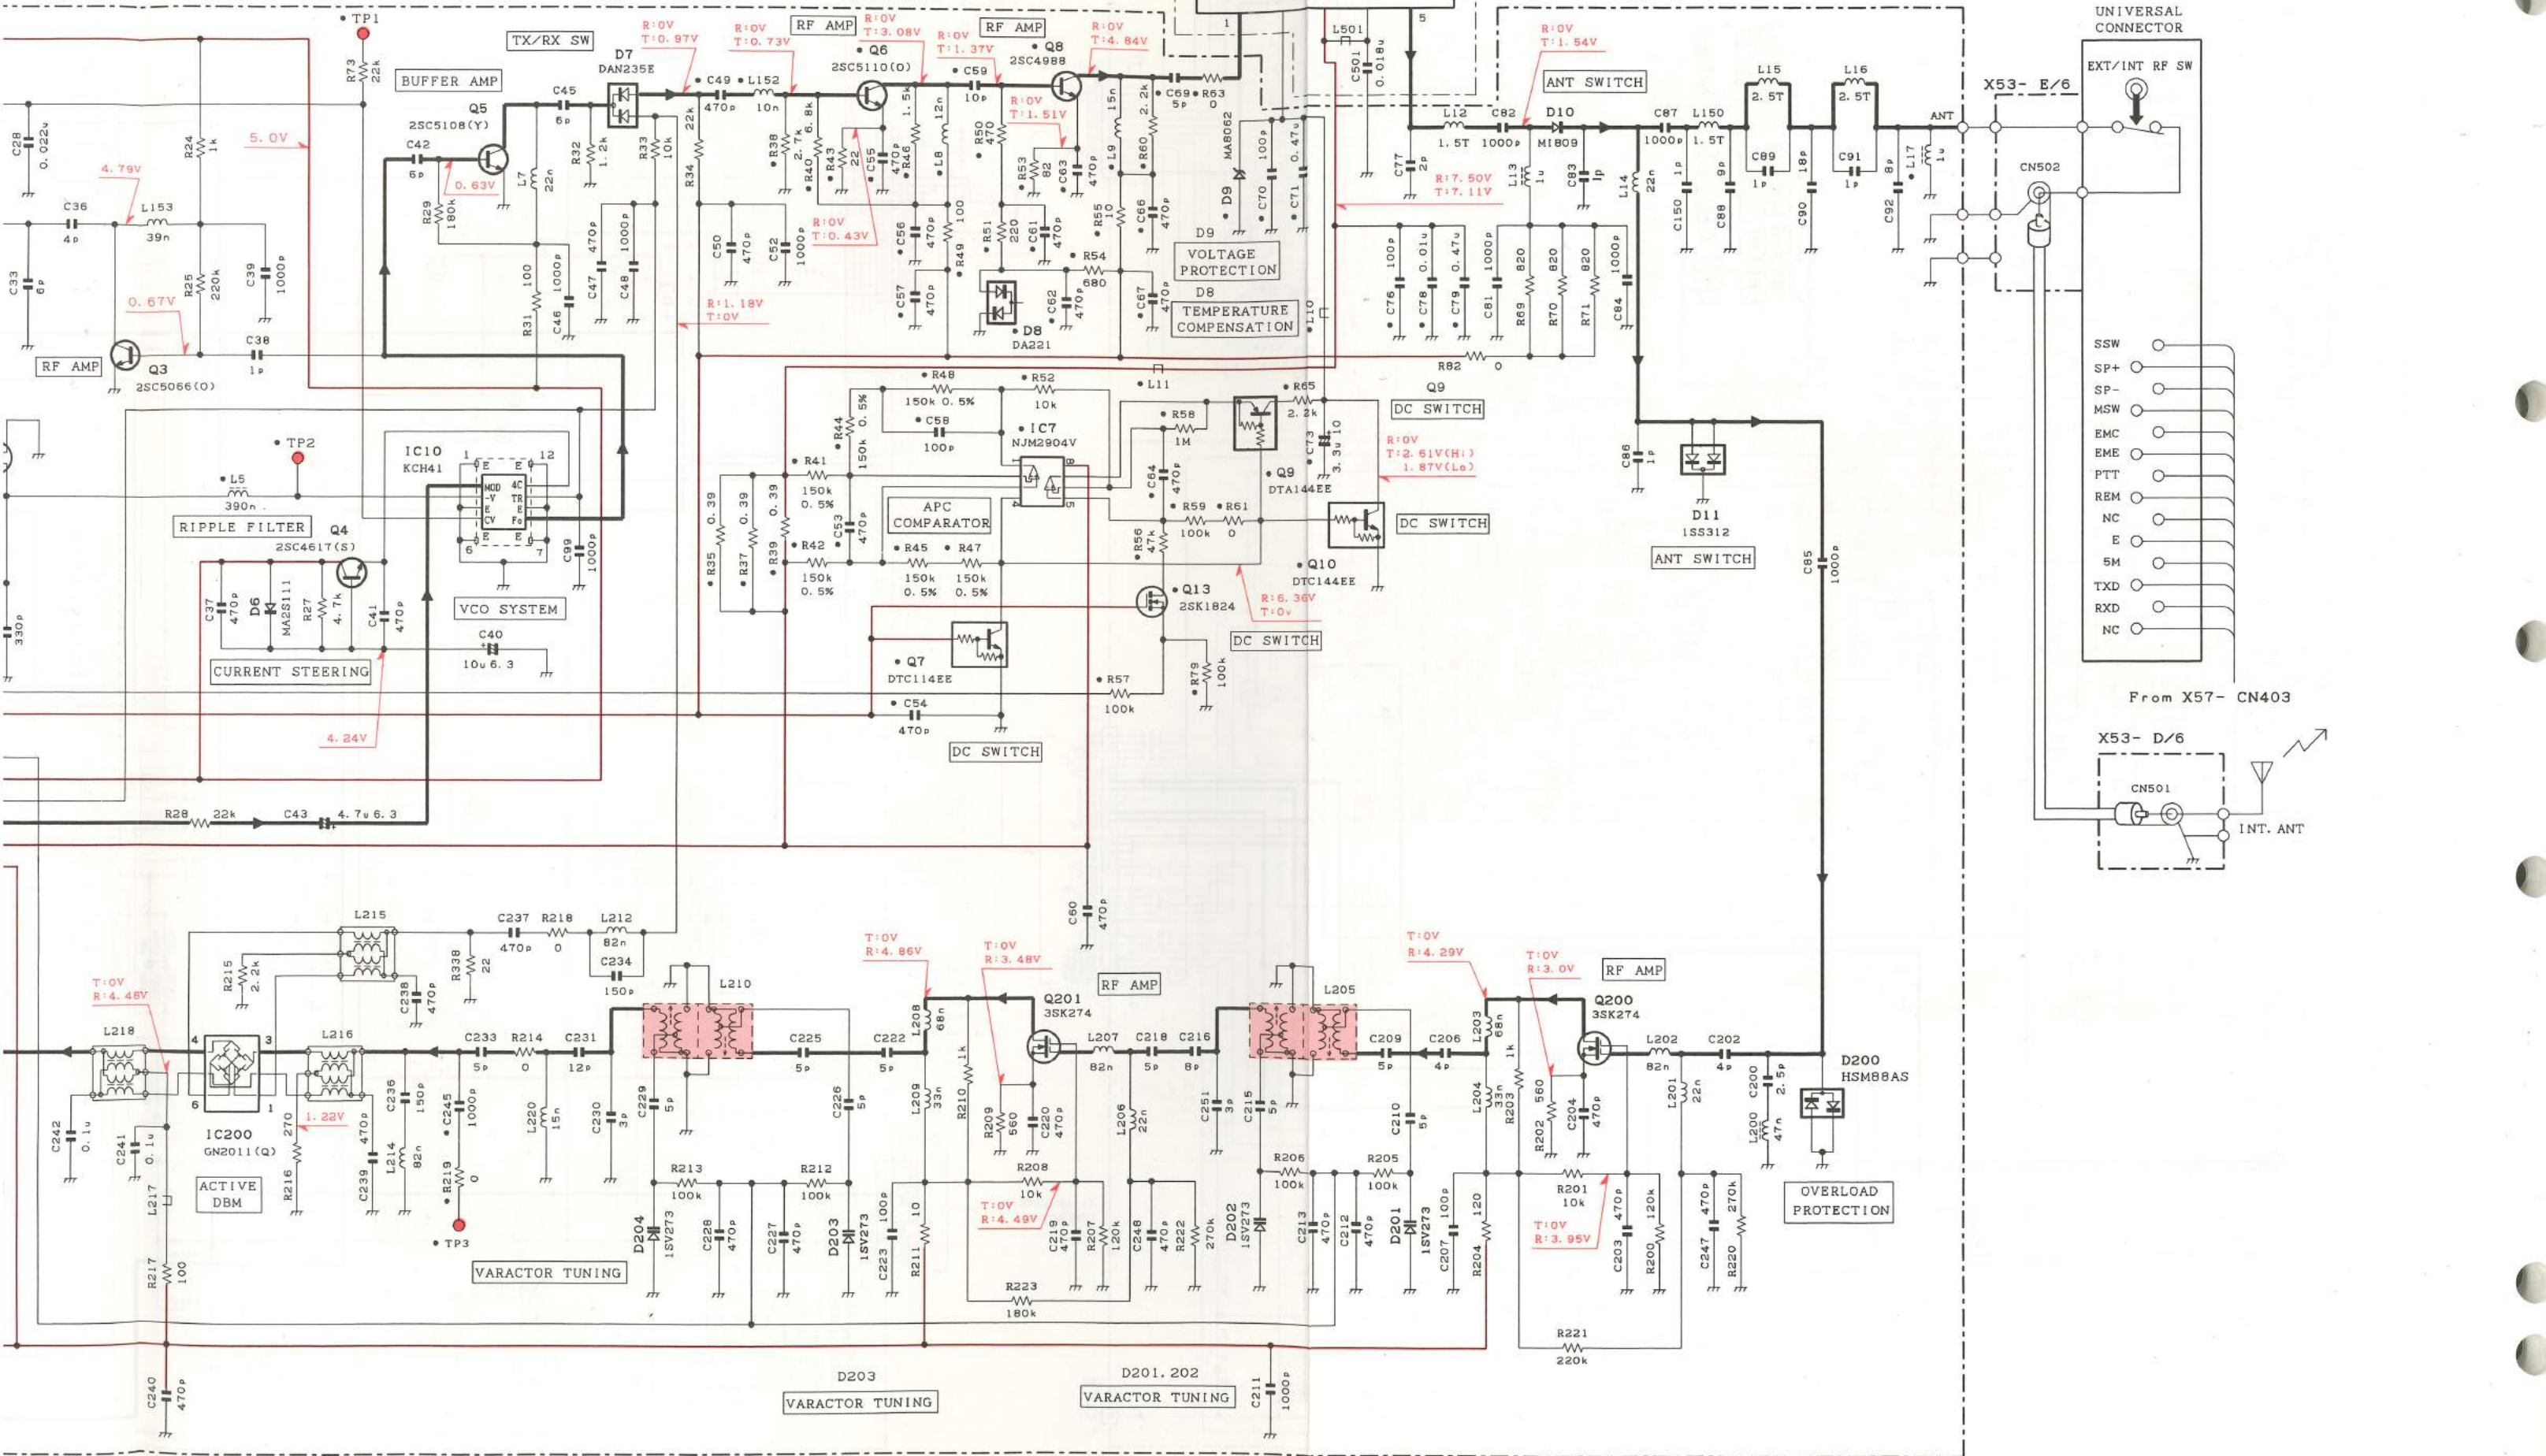 • TP1
R73
22k
TX/RX SW
D7
DAN235E
R:0V
T:0.97V
R:0V
T:0.73V
RF AMP
R:0V
T:3.08V
• Q6
2SC5110(O)
R:0V
T:1.37V
RF AMP
• Q8
2SC4988
R:0V
T:4.84V
1
5
L501
C501
0.018u
R:0V
T:1.54V
ANT SWITCH
L15
2.5T
L16
2.5T
X53- E/6
UNIVERSAL
CONNECTOR
EXT/INT RF SW
BUFFER AMP
Q5
2SC5108(Y)
C45
6p
• C49
470p
• L152
10n
• C59
10p
• C69
5p
• R63
0
L12
1.5T
C82
1000p
D10
MI809
C87
1000p
L150
1.5T
ANT
C28
0.022u
R24
1k
5.0V
C42
6p
0.63V
L7
22n
R32
1.2k
R33
10k
R34
22k
• R38
2.7k
• R40
6.8k
• R43
22
• C55
470p
• R46
1.5k
• L8
12n
• R50
470
R:0V
T:1.51V
• R53
82
• C63
470p
• L9
15n
• R60
2.2k
• D9
MA8062
• C70
100p
• C71
0.47u
C77
2p
R:7.50V
T:7.11V
L13
1u
C83
1p
L14
22n
C150
1p
C88
9p
C89
1p
C90
18p
C91
1p
C92
8p
• L17
1u
CN502
4.79V
C36
4p
L153
39n
R29
180k
C33
6p
R25
220k
C39
1000p
0.67V
R31
100
C46
1000p
C47
470p
C48
1000p
C50
470p
C52
1000p
R:0V
T:0.43V
• C56
470p
• R49
100
• C57
470p
• R51
220
• C61
470p
• R54
680
• R55
10
• C66
470p
• C67
470p
• C62
470p
• D8
DA221
D9
VOLTAGE
PROTECTION
D8
TEMPERATURE
COMPENSATION
• L10
• C76
100p
• C78
0.01u
• C79
0.47u
C81
1000p
R69
820
R70
820
R71
820
C84
1000p
R82
0
R:1.18V
T:0V
RF AMP
Q3
2SC5066(O)
C38
1p
SSW
SP+
SP-
MSW
EMC
EME
PTT
REM
NC
E
5M
TXD
RXD
NC
• R48
150k 0.5%
• R52
10k
• L11
• R44
150k 0.5%
• C58
100p
• IC7
NJM2904V
1
8
4
5
• R58
1M
• R65
2.2k
Q9
DC SWITCH
• C73
3.3u 10
R:0V
T:2.61V(Hi)
1.87V(Lo)
• TP2
• L5
390n
RIPPLE FILTER
IC10
KCH41
1
12
E
E
MOD
4C
-V
TR
E
E
CV
Fo
E
E
6
7
Q4
2SC4617(S)
C99
1000p
• R41
150k
0.5%
• R35
0.39
• R37
0.39
• R39
0.39
• C53
470p
APC
COMPARATOR
• C64
470p
• Q9
DTA144EE
• R59
100k
• R61
0
DC SWITCH
• R42
150k
0.5%
• R45
150k
0.5%
• R47
150k
0.5%
• R56
47k
• Q10
DTC144EE
C86
1p
D11
1SS312
ANT SWITCH
C85
1000p
C37
470p
D6
MA2S111
R27
4.7k
C41
470p
VCO SYSTEM
C40
10u 6.3
330p
CURRENT STEERING
• Q13
2SK1824
R:6.36V
T:0v
DC SWITCH
• Q7
DTC114EE
• R57
100k
• R79
100k
• C54
470p
4.24V
DC SWITCH
From X57- CN403
X53- D/6
CN501
INT. ANT
R28
22k
C43
4.7u 6.3
C60
470p
L215
C237
470p
R218
0
L212
82n
C234
150p
R215
2.2k
R338
22
C238
470p
T:0V
R:4.46V
L210
T:0V
R:4.86V
T:0V
R:3.48V
RF AMP
L205
T:0V
R:4.29V
T:0V
R:3.0V
RF AMP
L218
4
3
6
1
L216
C233
5p
R214
0
C231
12p
C225
5p
C222
5p
L208
68n
Q201
3SK274
L207
82n
C218
5p
C216
8p
C209
5p
C206
4p
L203
68n
Q200
3SK274
L202
82n
C202
4p
D200
HSM88AS
C242
0.1u
C241
0.1u
IC200
GN2011(Q)
270
1.22V
R216
C239
470p
L214
82n
C236
150p
• C245
1000p
• R219
0
L220
15n
C230
3p
C229
5p
C226
5p
L209
33n
R210
1k
R209
560
C220
470p
L206
22n
C251
3p
C215
5p
C210
6p
L204
33n
R203
1k
R202
560
C204
470p
L201
22n
C200
2.5p
L200
47n
ACTIVE
DBM
L217
R217
100
• TP3
VARACTOR TUNING
R213
100k
R212
100k
D204
1SV273
C228
470p
C227
470p
D203
1SV273
C223
100p
R211
10
R208
10k
T:0V
R:4.49V
C219
470p
R207
120k
C248
470p
R222
270k
R223
180k
D202
1SV273
R206
100k
R205
100k
C213
470p
C212
470p
D201
1SV273
C207
100p
R204
120
R201
10k
T:0V
R:3.95V
C203
470p
R200
120k
C247
470p
R220
270k
OVERLOAD
PROTECTION
R221
220k
C240
470p
D203
VARACTOR TUNING
D201.202
VARACTOR TUNING
C211
1000p